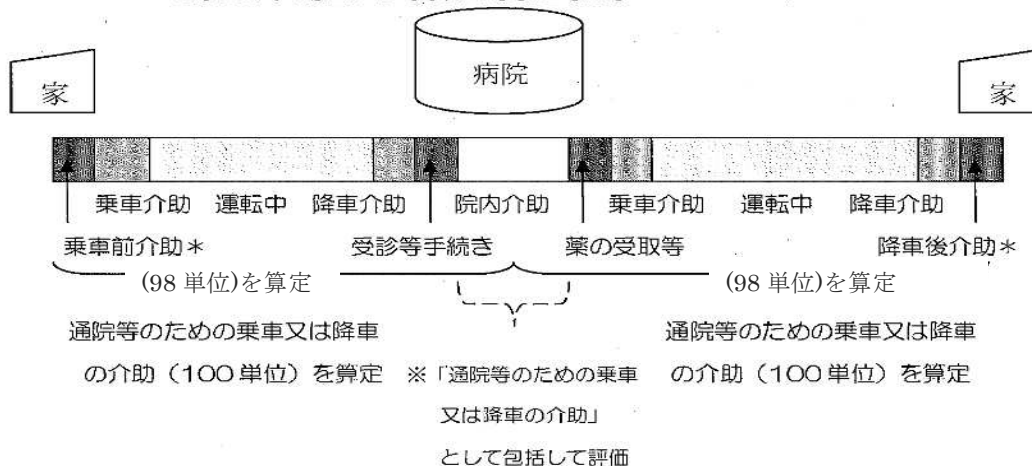 病院
家
家
乗車介助 運転中 降車介助 院内介助 乗車介助 運転中 降車介助
乗車前介助＊ 受診等手続き 薬の受取等 降車後介助＊
(98 単位)を算定 (98 単位)を算定
通院等のための乗車又は降車
の介助（100単位）を算定
※「通院等のための乗車
又は降車の介助」
として包括して評価
通院等のための乗車又は降車
の介助（100単位）を算定